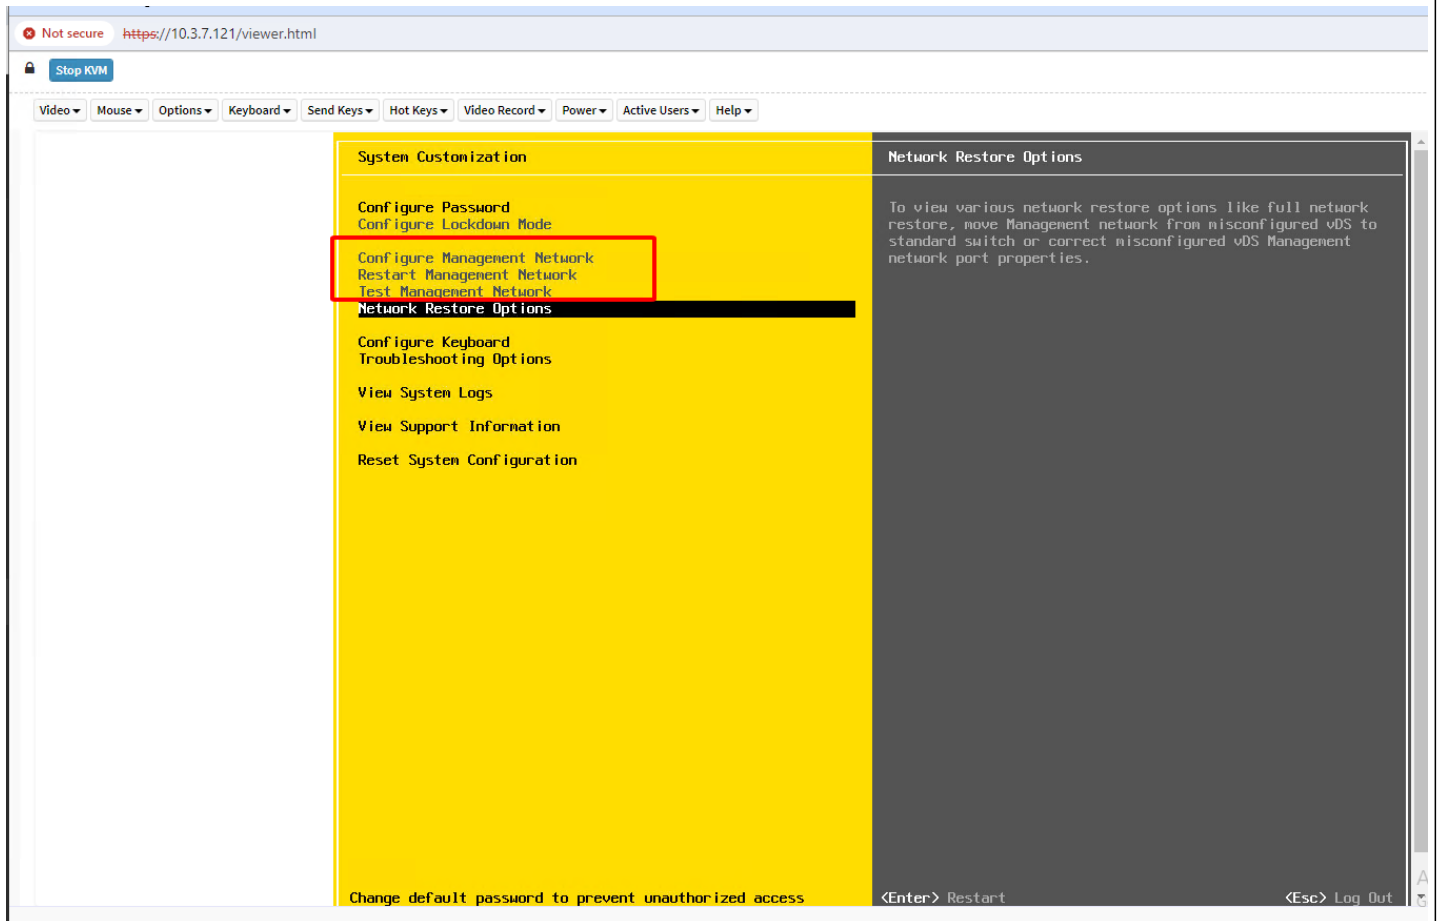 Not secure https://10.3.7.121/viewer.html
Stop KVM
Video Mouse Options Keyboard Send Keys Hot Keys Video Record Power Active Users Help
System Customization
Configure Password
Configure Lockdown Mode
Configure Management Network
Restart Management Network
Test Management Network
Network Restore Options
Configure Keyboard
Troubleshooting Options
View System Logs
View Support Information
Reset System Configuration
Change default password to prevent unauthorized access
Network Restore Options
To view various network restore options like full network
restore, move Management network from misconfigured vDS to
standard switch or correct misconfigured vDS Management
network port properties.
<Enter> Restart
<Esc> Log Out